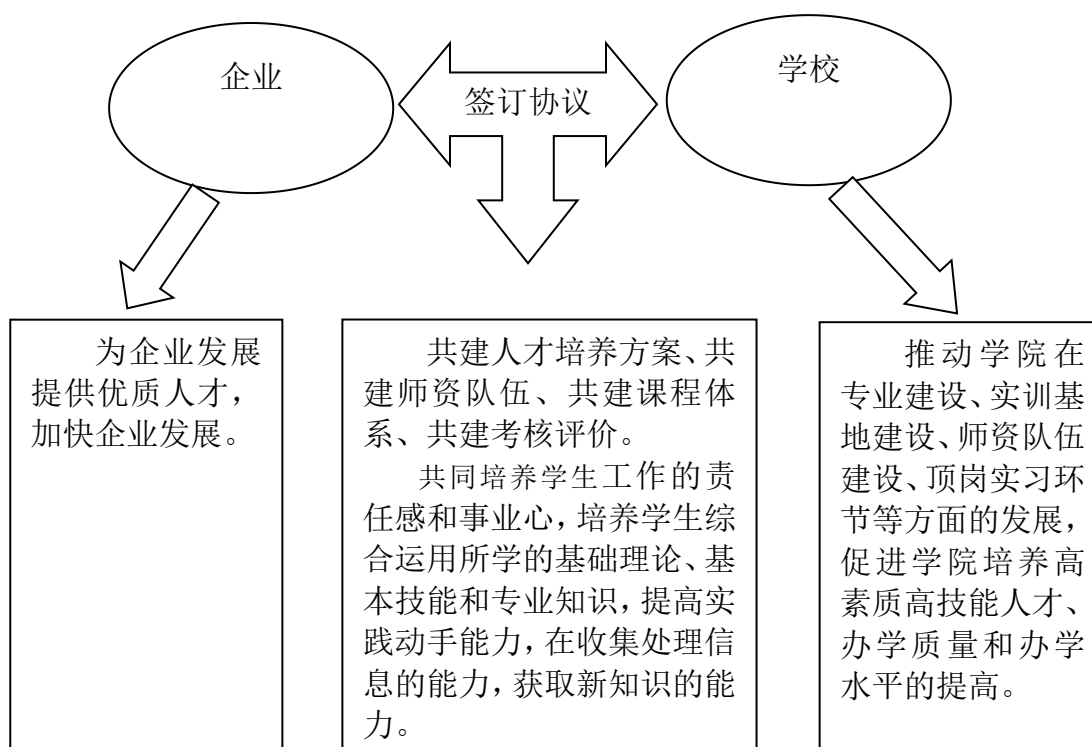 企业
签订协议
学校
为企业发展
提供优质人才，
加快企业发展。
共建人才培养方案、共
建师资队伍、共建课程体
系、共建考核评价。
共同培养学生工作的责
任感和事业心，培养学生综
合运用所学的基础理论、基
本技能和专业知识，提高实
践动手能力，在收集处理信
息的能力，获取新知识的能
力。
推动学院在
专业建设、实训基
地建设、师资队伍
建设、顶岗实习环
节等方面的发展，
促进学院培养高
素质高技能人才、
办学质量和办学
水平的提高。